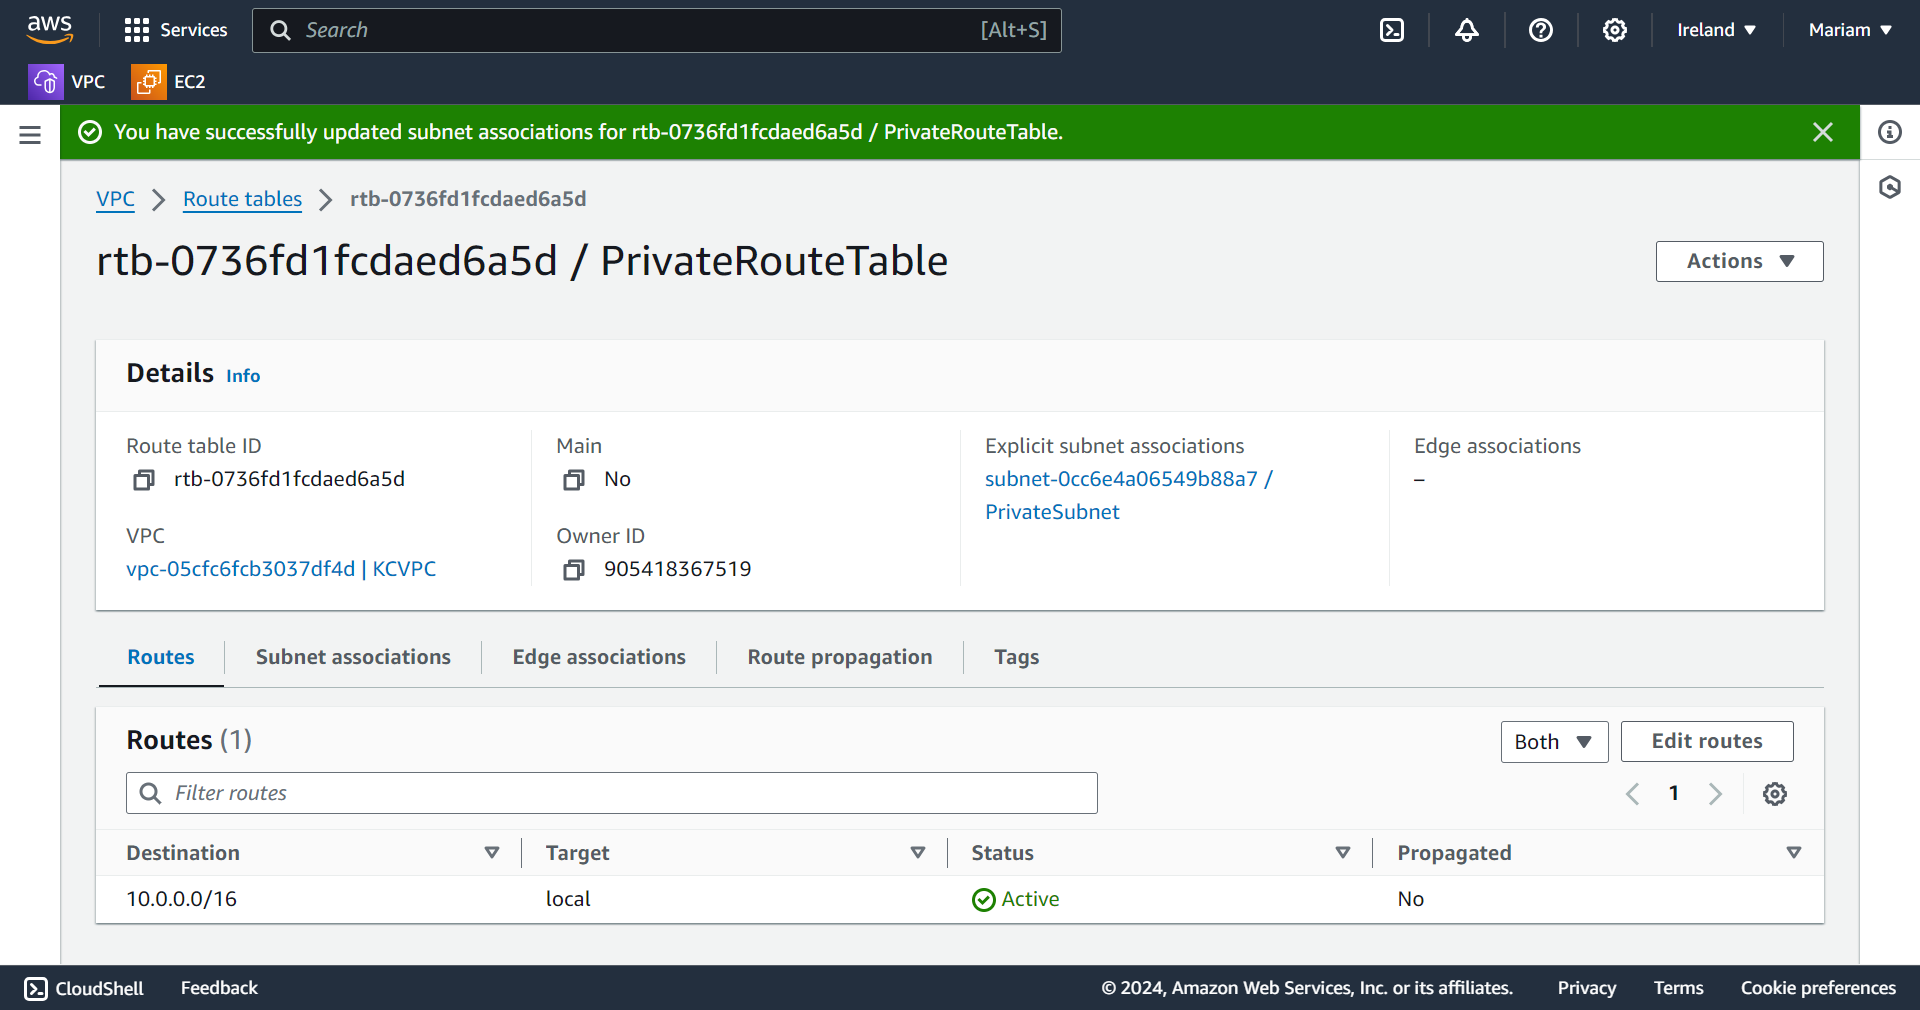 aws
Services
Search
[Alt+S]
Ireland
Mariam
VPC
EC2
You have successfully updated subnet associations for rtb-0736fd1fcdaed6a5d / PrivateRouteTable.
VPC
Route tables
rtb-0736fd1fcdaed6a5d
rtb-0736fd1fcdaed6a5d / PrivateRouteTable
Actions
Details Info
Route table ID
rtb-0736fd1fcdaed6a5d
Main
No
Explicit subnet associations
subnet-0cc6e4a06549b88a7 /
PrivateSubnet
Edge associations
–
VPC
vpc-05cfc6fcb3037df4d | KCVPC
Owner ID
905418367519
Routes
Subnet associations
Edge associations
Route propagation
Tags
Routes (1)
Both
Edit routes
Filter routes
1
Destination
Target
Status
Propagated
10.0.0.0/16
local
Active
No
CloudShell
Feedback
© 2024, Amazon Web Services, Inc. or its affiliates.
Privacy
Terms
Cookie preferences